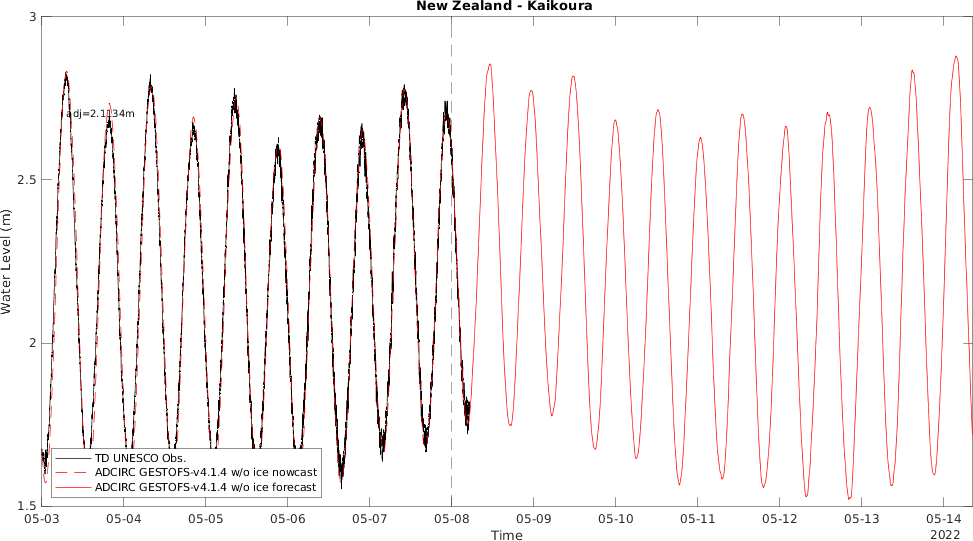 New Zealand - Kaikoura
3
2.5
2
1.5
Water Level (m)
adj=2.1134m
TD UNESCO Obs.
ADCIRC GESTOFS-v4.1.4 w/o ice nowcast
ADCIRC GESTOFS-v4.1.4 w/o ice forecast
05-03 05-04 05-05 05-06 05-07 05-08 05-09 05-10 05-11 05-12 05-13 05-14
2022
Time